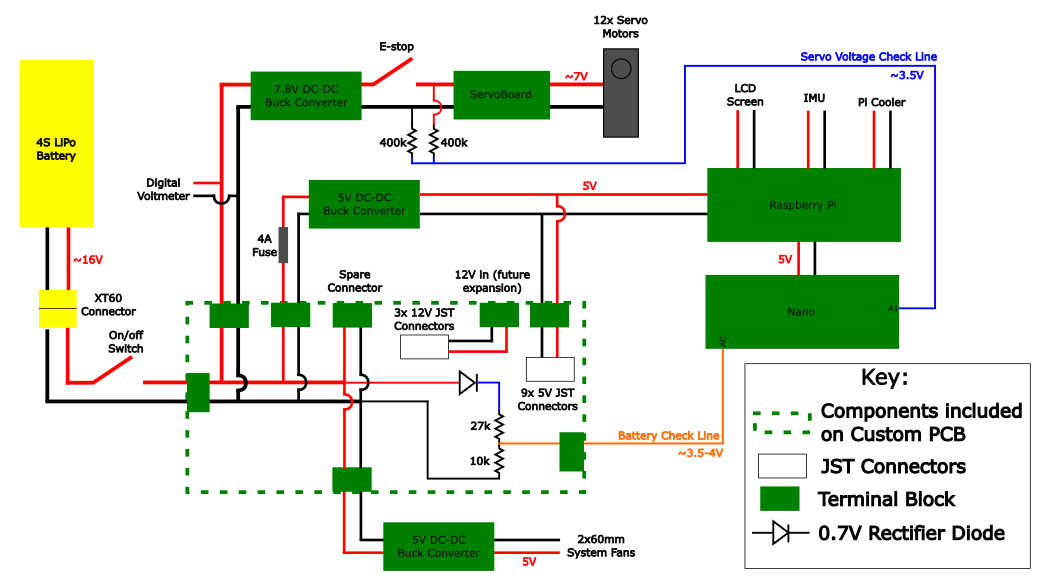 12x Servo
Motors
E-stop
Servo Voltage Check Line
~3.5V
~7V
7.8V DC-DC
Buck Converter
ServoBoard
LCD
Screen
IMU
Pi Cooler
4S LiPo
Battery
400k
400k
Digital
Voltmeter
5V DC-DC
Buck Converter
5V
Raspberry Pi
4A
Fuse
~16V
5V
Spare
Connector
12V in (future
expansion)
XT60
Connector
3x 12V JST
Connectors
Nano
A1
A0
On/off
Switch
9x 5V JST
Connectors
27k
10k
Battery Check Line
~3.5-4V
5V DC-DC
Buck Converter
2x60mm
System Fans
5V
Key:
Components included
on Custom PCB
JST Connectors
Terminal Block
0.7V Rectifier Diode